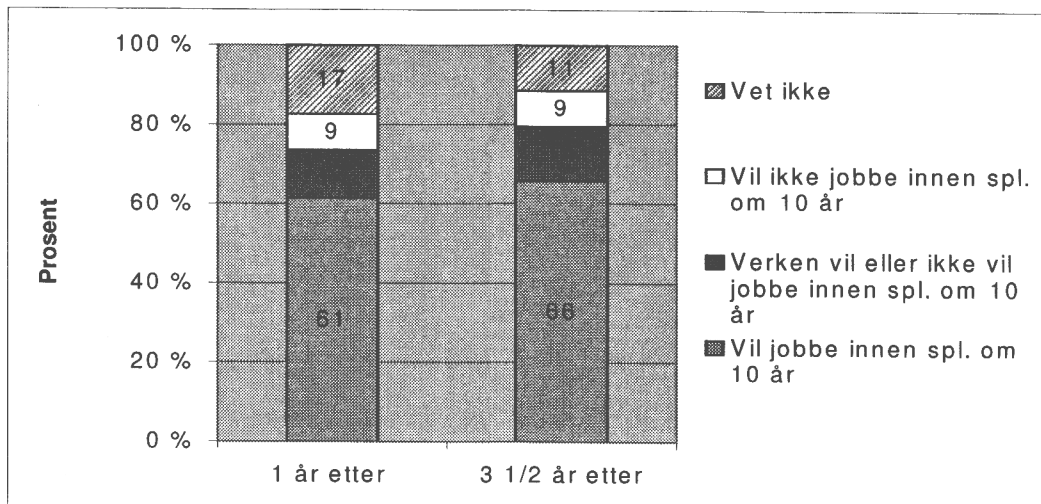 Prosent
100 %
80 %
60 %
40 %
20 %
0 %
17
9
61
11
9
66
1 år etter
3 1/2 år etter
Vet ikke
Vil ikke jobbe innen spl.
om 10 år
Verken vil eller ikke vil
jobbe innen spl. om 10
år
Vil jobbe innen spl. om
10 år